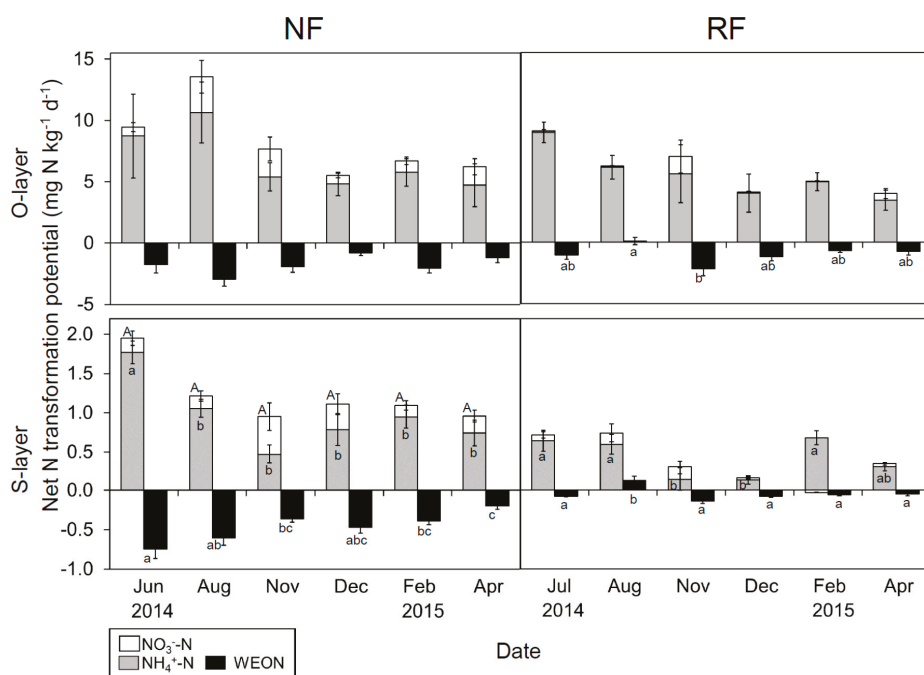 NF RF
O-layer
S-layer
Net N transformation potential (mg N kg⁻¹ d⁻¹)
15
10
5
0
-5
ab a b ab ab ab
2.0
1.5
1.0
0.5
0.0
-0.5
-1.0
A A A A A A
a b b b b b
a ab bc abc bc c
a a b b a ab
a b a a a a
Jun Aug Nov Dec Feb Apr Jul Aug Nov Dec Feb Apr
2014 2015 2014 2015
NO₃⁻-N
NH₄⁺-N WEON
Date